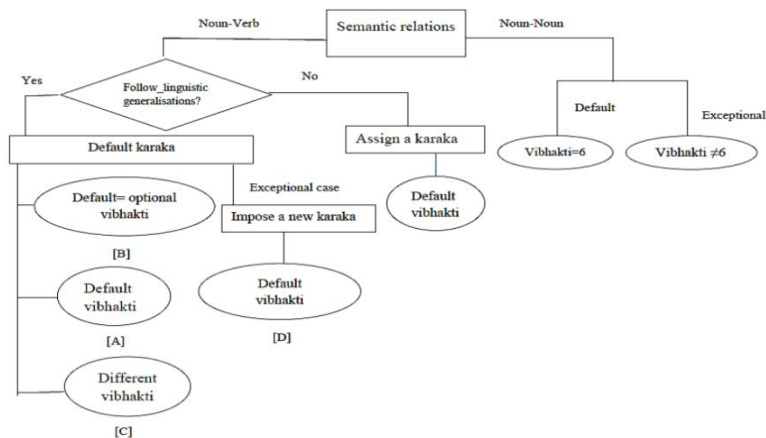 Noun-Verb
Semantic relations
Noun-Noun
Yes
Follow_linguistic
generalisations?
No
Default
Exceptional
Default karaka
Assign a karaka
Vibhakti=6
Vibhakti ≠6
Default= optional
vibhakti
[B]
Exceptional case
Impose a new karaka
Default
vibhakti
Default
vibhakti
[A]
Default
vibhakti
[D]
Different
vibhakti
[C]